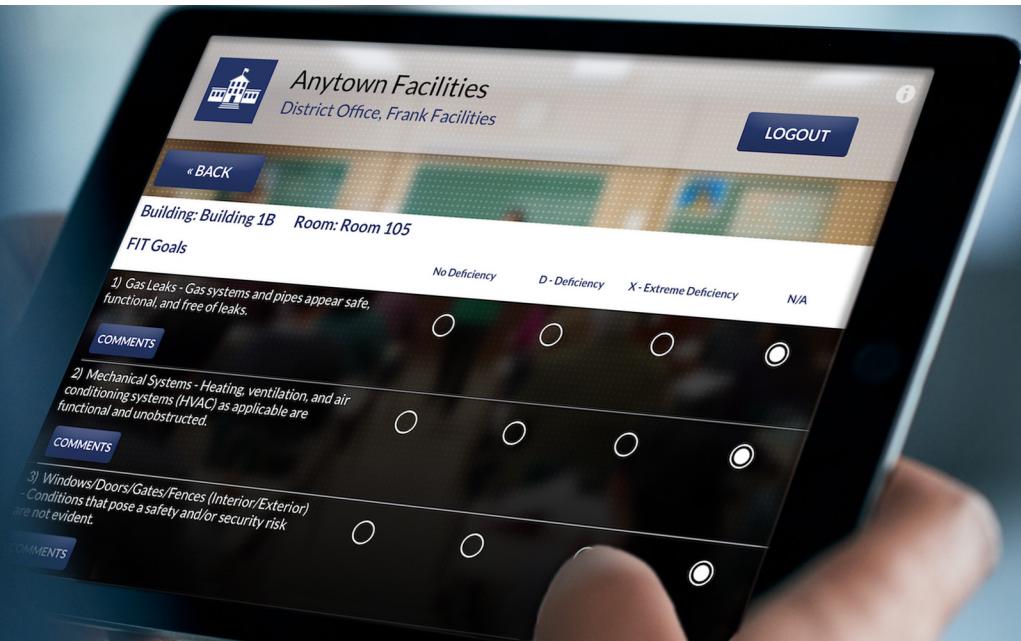 Anytown Facilities
District Office, Frank Facilities
LOGOUT
« BACK
Building: Building 1B Room: Room 105
FIT Goals
No Deficiency D - Deficiency X - Extreme Deficiency N/A
1) Gas Leaks - Gas systems and pipes appear safe,
functional, and free of leaks.
COMMENTS
2) Mechanical Systems - Heating, ventilation, and air
conditioning systems (HVAC) as applicable are
functional and unobstructed.
COMMENTS
3) Windows/Doors/Gates/Fences (Interior/Exterior)
- Conditions that pose a safety and/or security risk
are not evident.
COMMENTS